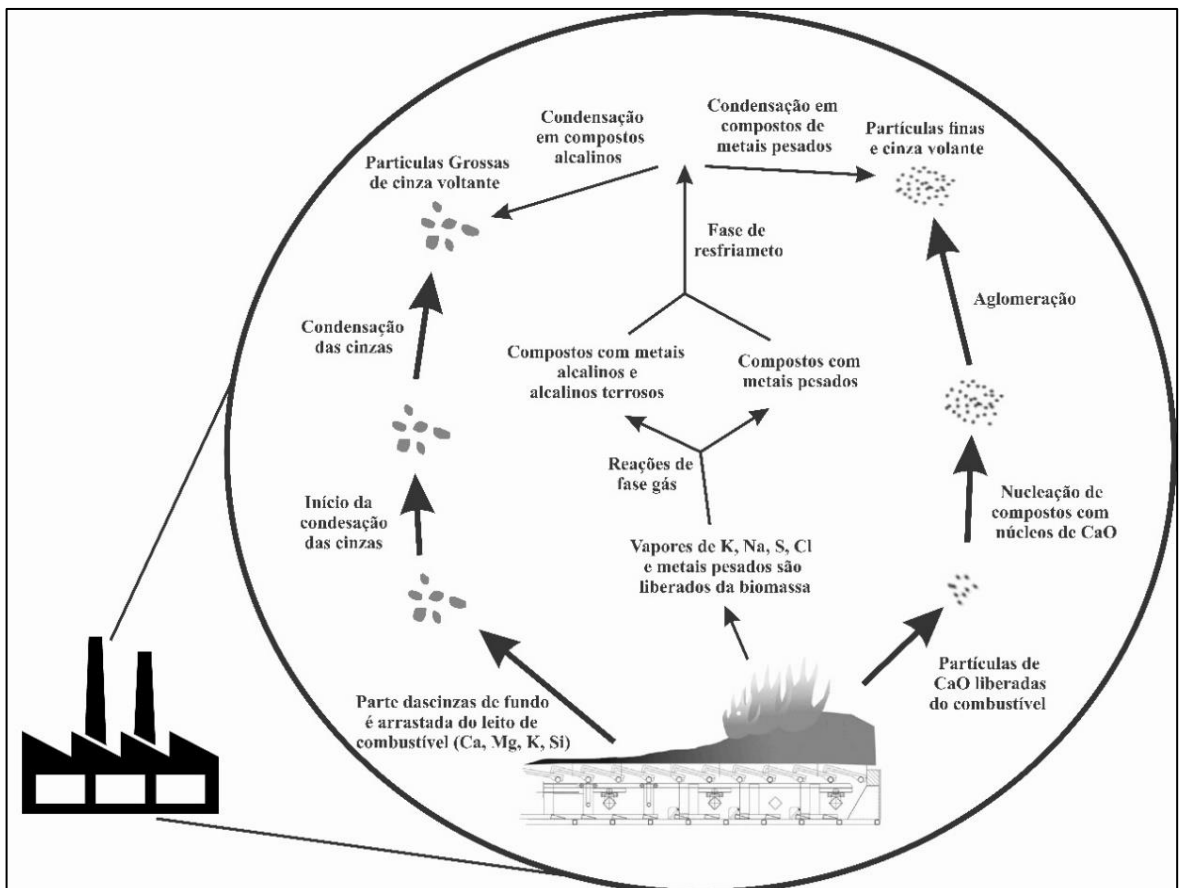 Condensação
em compostos
alcalinos
Condensação em
compostos de
metais pesados
Partículas finas
e cinza volante
Particulas Grossas
de cinza voltante
Fase de
resfriameto
Aglomeração
Condensação
das cinzas
Compostos com metais
alcalinos e
alcalinos terrosos
Compostos com
metais pesados
Reações de
fase gás
Início da
condesação
das cinzas
Nucleação de
compostos com
núcleos de CaO
Vapores de K, Na, S, Cl
e metais pesados são
liberados da biomassa
Parte dascinzas de fundo
é arrastada do leito de
combustível (Ca, Mg, K, Si)
Partículas de
CaO liberadas
do combustível